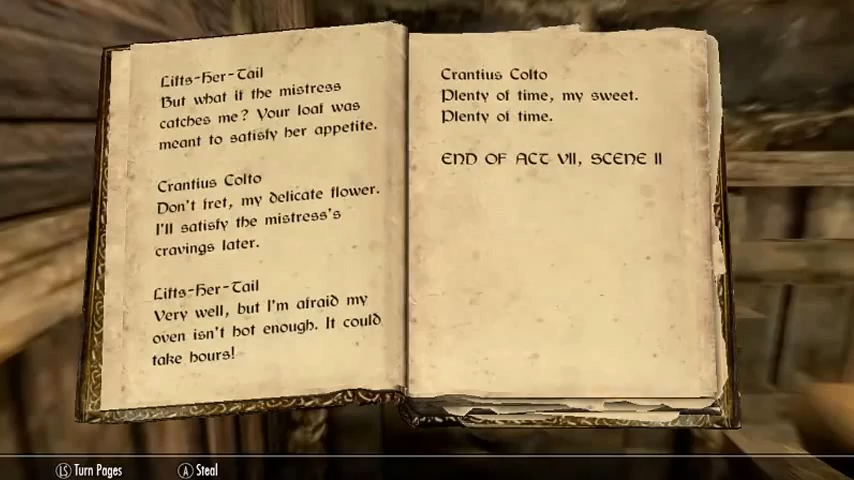 Lifts-Her-Tail
But what if the mistress
catches me? Your loaf was
meant to satisfy her appetite.
Crantius Colto
Don't fret, my delicate flower.
I'll satisfy the mistress's
cravings later.
Lifts-Her-Tail
Very well, but I'm afraid my
oven isn't hot enough. It could
take hours!
Crantius Colto
Plenty of time, my sweet.
Plenty of time.
END OF ACT VII, SCENE II
LS Turn Pages
A Steal